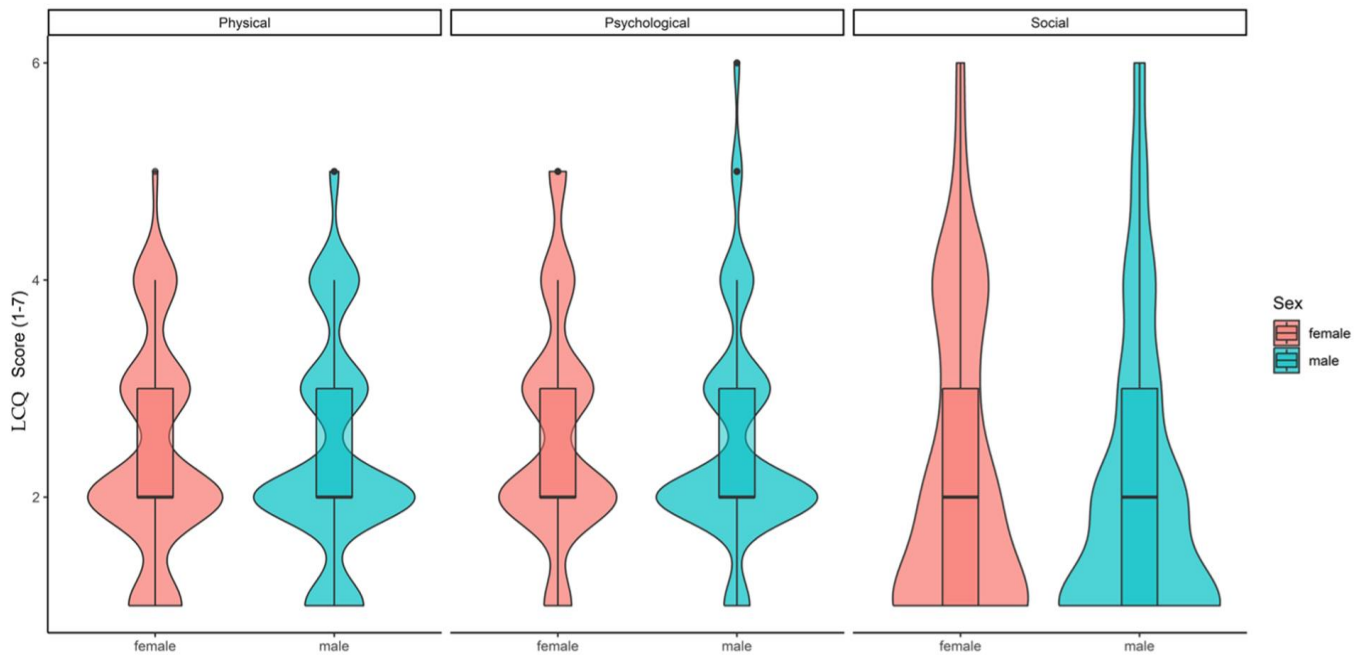 Physical
Psychological
Social
6
4
2
LCQ Score (1-7)
female
male
female
male
female
male
Sex
female
male